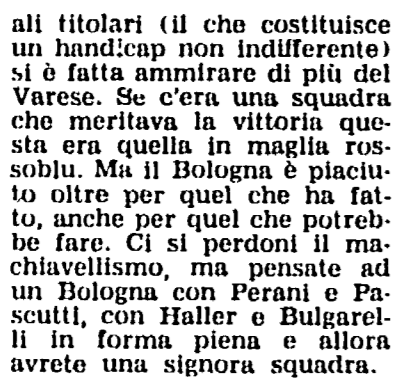 ali titolari (il che costituisce
un handicap non indifferente)
si è fatta ammirare di più del
Varese. Se c'era una squadra
che meritava la vittoria que-
sta era quella in maglia ros-
soblu. Ma il Bologna è piaciu-
to oltre per quel che ha fat-
to, anche per quel che potreb-
be fare. Ci si perdoni il ma-
chiavellismo, ma pensate ad
un Bologna con Perani e Pa-
scutti, con Haller e Bulgarel-
li in forma piena e allora
avrete una signora squadra.